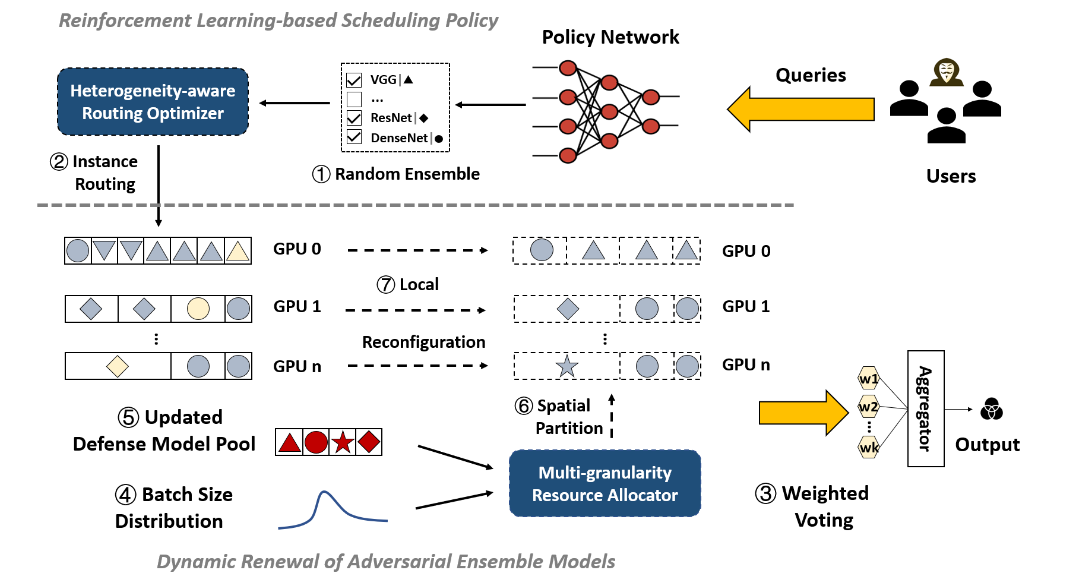 Reinforcement Learning-based Scheduling Policy
Policy Network
Queries
Users
Heterogeneity-aware
Routing Optimizer
VGG|▲
...
ResNet|◆
DenseNet|●
① Random Ensemble
② Instance
Routing
GPU 0
GPU 1
⋮
GPU n
⑦ Local
Reconfiguration
GPU 0
GPU 1
⋮
GPU n
⑤ Updated
Defense Model Pool
④ Batch Size
Distribution
⑥ Spatial
Partition
Multi-granularity
Resource Allocator
w1
w2
⋮
wk
Aggregator
Output
③ Weighted
Voting
Dynamic Renewal of Adversarial Ensemble Models